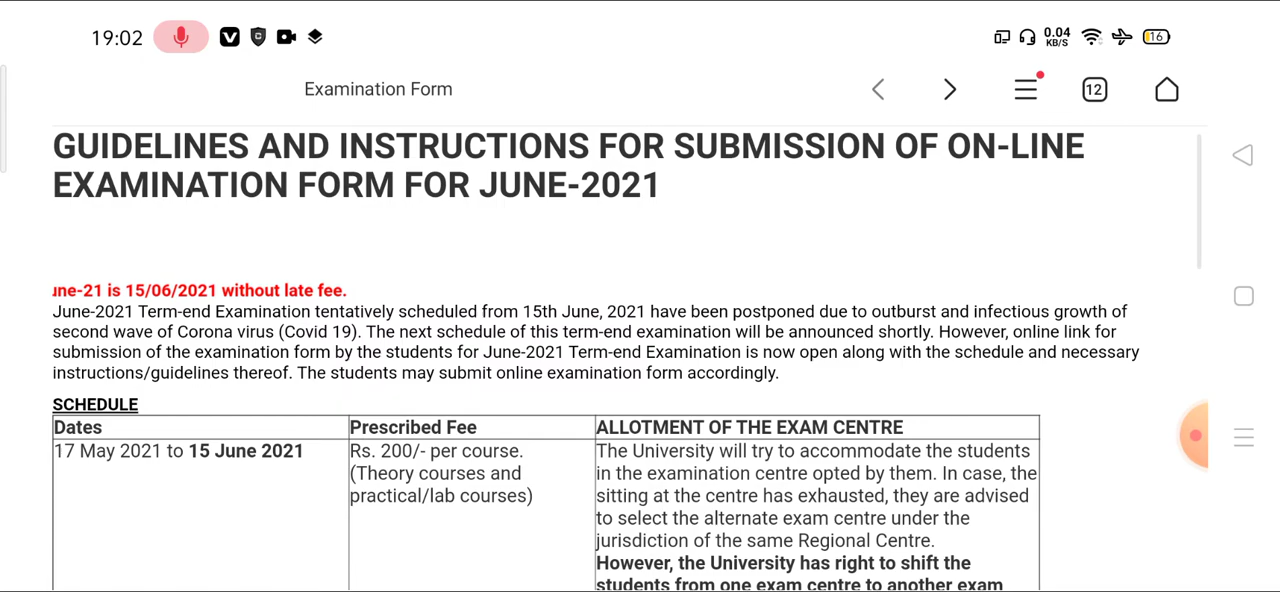 19:02
0.04
KB/S
16
Examination Form
12
GUIDELINES AND INSTRUCTIONS FOR SUBMISSION OF ON-LINE
EXAMINATION FORM FOR JUNE-2021
une-21 is 15/06/2021 without late fee.
June-2021 Term-end Examination tentatively scheduled from 15th June, 2021 have been postponed due to outburst and infectious growth of
second wave of Corona virus (Covid 19). The next schedule of this term-end examination will be announced shortly. However, online link for
submission of the examination form by the students for June-2021 Term-end Examination is now open along with the schedule and necessary
instructions/guidelines thereof. The students may submit online examination form accordingly.
SCHEDULE
Dates Prescribed Fee ALLOTMENT OF THE EXAM CENTRE
17 May 2021 to 15 June 2021 Rs. 200/- per course. The University will try to accommodate the students
(Theory courses and in the examination centre opted by them. In case, the
practical/lab courses) sitting at the centre has exhausted, they are advised
to select the alternate exam centre under the
jurisdiction of the same Regional Centre.
However, the University has right to shift the
students from one exam centre to another exam